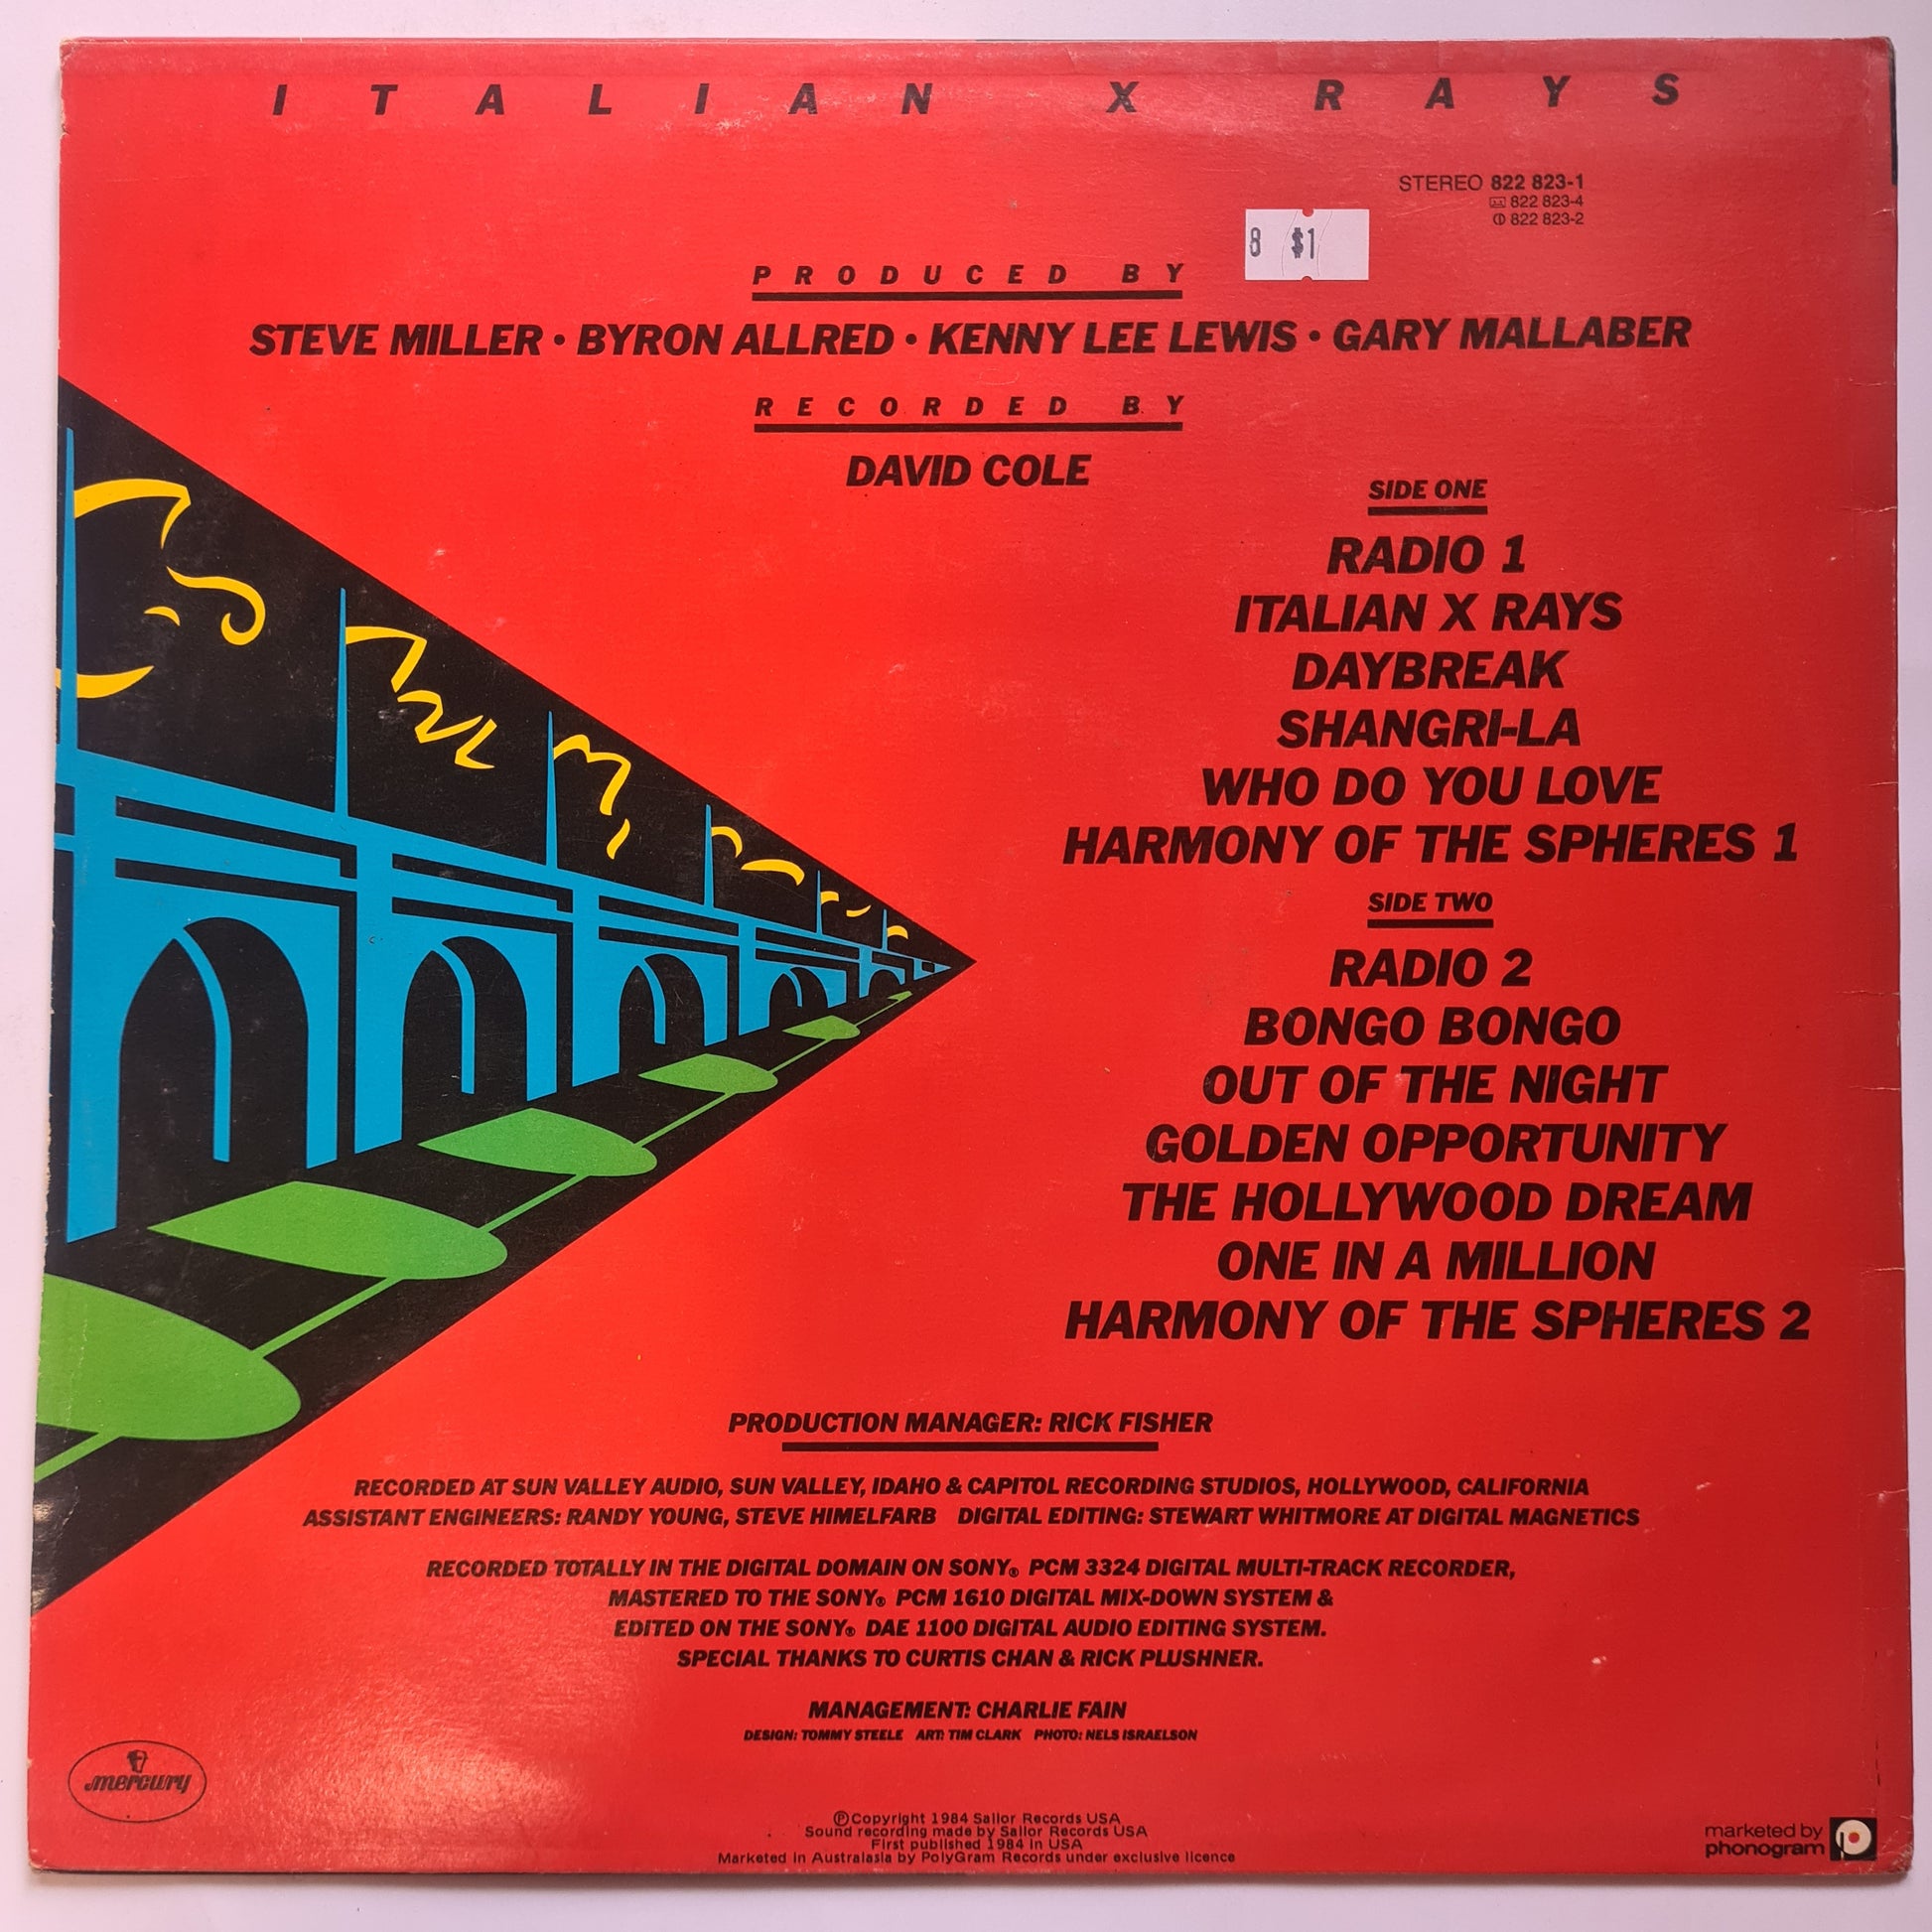 ITALIAN X RAYS
STEREO 822 823-1
822 823-4
822 823-2
8 $1
PRODUCED BY
STEVE MILLER • BYRON ALLRED • KENNY LEE LEWIS • GARY MALLABER
RECORDED BY
DAVID COLE
SIDE ONE
RADIO 1
ITALIAN X RAYS
DAYBREAK
SHANGRI-LA
WHO DO YOU LOVE
HARMONY OF THE SPHERES 1
SIDE TWO
RADIO 2
BONGO BONGO
OUT OF THE NIGHT
GOLDEN OPPORTUNITY
THE HOLLYWOOD DREAM
ONE IN A MILLION
HARMONY OF THE SPHERES 2
PRODUCTION MANAGER: RICK FISHER
RECORDED AT SUN VALLEY AUDIO, SUN VALLEY, IDAHO & CAPITOL RECORDING STUDIOS, HOLLYWOOD, CALIFORNIA
ASSISTANT ENGINEERS: RANDY YOUNG, STEVE HIMELFARB DIGITAL EDITING: STEWART WHITMORE AT DIGITAL MAGNETICS
RECORDED TOTALLY IN THE DIGITAL DOMAIN ON SONY® PCM 3324 DIGITAL MULTI-TRACK RECORDER,
MASTERED TO THE SONY® PCM 1610 DIGITAL MIX-DOWN SYSTEM &
EDITED ON THE SONY® DAE 1100 DIGITAL AUDIO EDITING SYSTEM.
SPECIAL THANKS TO CURTIS CHAN & RICK PLUSHNER.
MANAGEMENT: CHARLIE FAIN
DESIGN: TOMMY STEELE ART: TIM CLARK PHOTO: NELS ISRAELSON
mercury
℗Copyright 1984 Sailor Records USA
Sound recording made by Sailor Records USA
First published 1984 in USA
Marketed in Australasia by PolyGram Records under exclusive licence
marketed by
phonogram